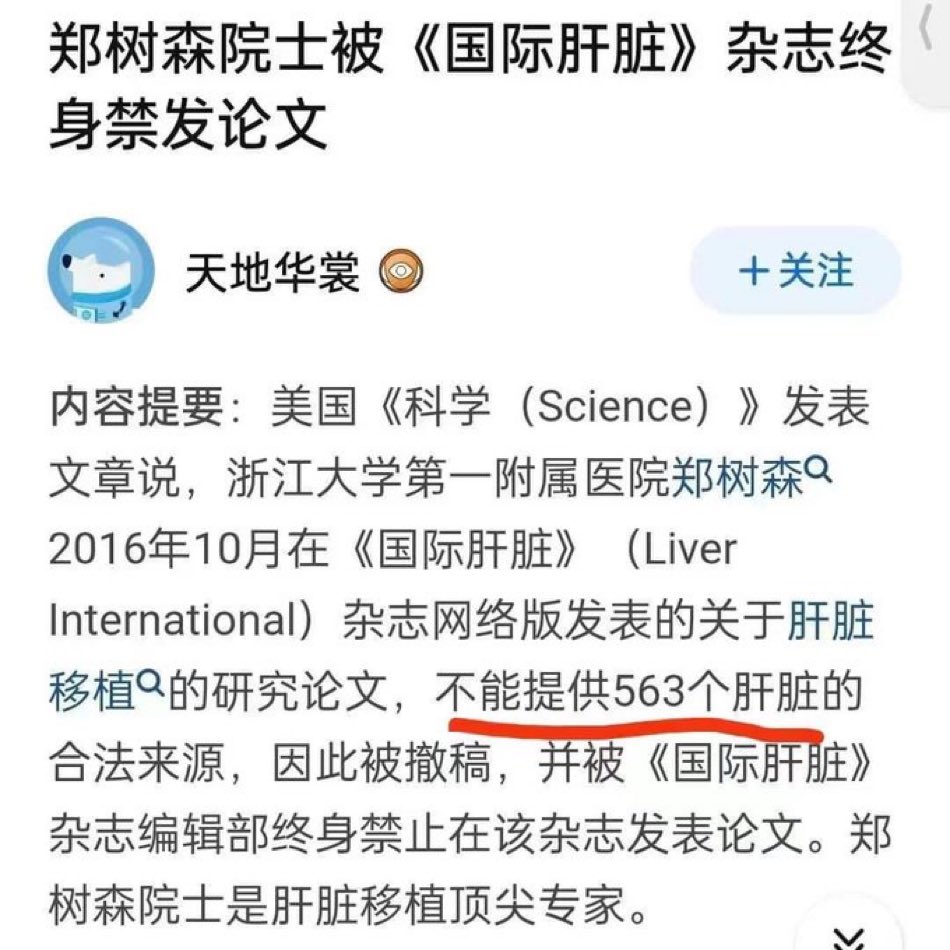 郑树森院士被《国际肝脏》杂志终
身禁发论文
天地华裳
+关注
内容提要：美国《科学（Science）》发表
文章说，浙江大学第一附属医院郑树森
2016年10月在《国际肝脏》（Liver
International）杂志网络版发表的关于肝脏
移植的研究论文，不能提供563个肝脏的
合法来源，因此被撤稿，并被《国际肝脏》
杂志编辑部终身禁止在该杂志发表论文。郑
树森院士是肝脏移植顶尖专家。